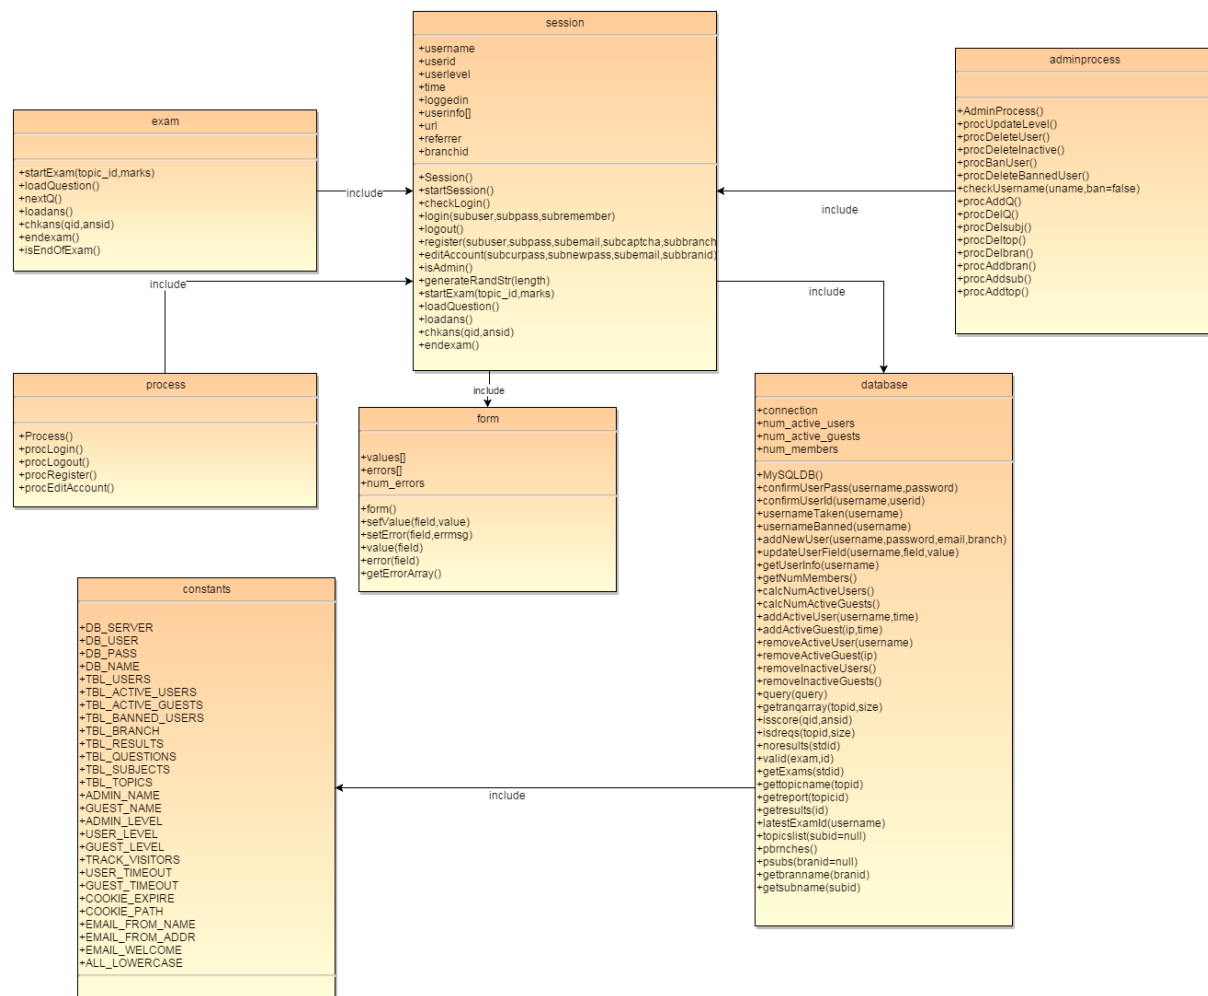 session
+username
+userid
+userlevel
+time
+loggedin
+userinfo[]
+url
+referrer
+branchid
+Session()
+startSession()
+checkLogin()
+login(subuser,subpass,subremember)
+logout()
+register(subuser,subpass,subemail,subcaptcha,subbranch
+editAccount(subcurpass,subnewpass,subemail,subbranid)
+isAdmin()
+generateRandStr(length)
+startExam(topic_id,marks)
+loadQuestion()
+loadans()
+chkans(qid,ansid)
+endexam()
adminprocess
+AdminProcess()
+procUpdateLevel()
+procDeleteUser()
+procDeleteInactive()
+procBanUser()
+procDeleteBannedUser()
+checkUsername(uname,ban=false)
+procAddQ()
+procDelQ()
+procDelsubj()
+procDeltop()
+procDelbran()
+procAddbran()
+procAddsub()
+procAddtop()
exam
+startExam(topic_id,marks)
+loadQuestion()
+nextQ()
+loadans()
+chkans(qid,ansid)
+endexam()
+isEndOfExam()
include
include
include
include
include
process
+Process()
+procLogin()
+procLogout()
+procRegister()
+procEditAccount()
form
+values[]
+errors[]
+num_errors
+form()
+setValue(field,value)
+setError(field,errmsg)
+value(field)
+error(field)
+getErrorArray()
database
+connection
+num_active_users
+num_active_guests
+num_members
+MySQLDB()
+confirmUserPass(username,password)
+confirmUserId(username,userid)
+usernameTaken(username)
+usernameBanned(username)
+addNewUser(username,password,email,branch)
+updateUserField(username,field,value)
+getUserInfo(username)
+getNumMembers()
+calcNumActiveUsers()
+calcNumActiveGuests()
+addActiveUser(username,time)
+addActiveGuest(ip,time)
+removeActiveUser(username)
+removeActiveGuest(ip)
+removeInactiveUsers()
+removeInactiveGuests()
+query(query)
+getranqarray(topid,size)
+isscore(qid,ansid)
+isdreqs(topid,size)
+noresults(stdid)
+valid(exam,id)
+getExams(stdid)
+gettopicname(topid)
+getreport(topicid)
+getresults(id)
+latestExamId(username)
+topicslist(subid=null)
+pbrnches()
+psubs(branid=null)
+getbranname(branid)
+getsubname(subid)
include
constants
+DB_SERVER
+DB_USER
+DB_PASS
+DB_NAME
+TBL_USERS
+TBL_ACTIVE_USERS
+TBL_ACTIVE_GUESTS
+TBL_BANNED_USERS
+TBL_BRANCH
+TBL_RESULTS
+TBL_QUESTIONS
+TBL_SUBJECTS
+TBL_TOPICS
+ADMIN_NAME
+GUEST_NAME
+ADMIN_LEVEL
+USER_LEVEL
+GUEST_LEVEL
+TRACK_VISITORS
+USER_TIMEOUT
+GUEST_TIMEOUT
+COOKIE_EXPIRE
+COOKIE_PATH
+EMAIL_FROM_NAME
+EMAIL_FROM_ADDR
+EMAIL_WELCOME
+ALL_LOWERCASE